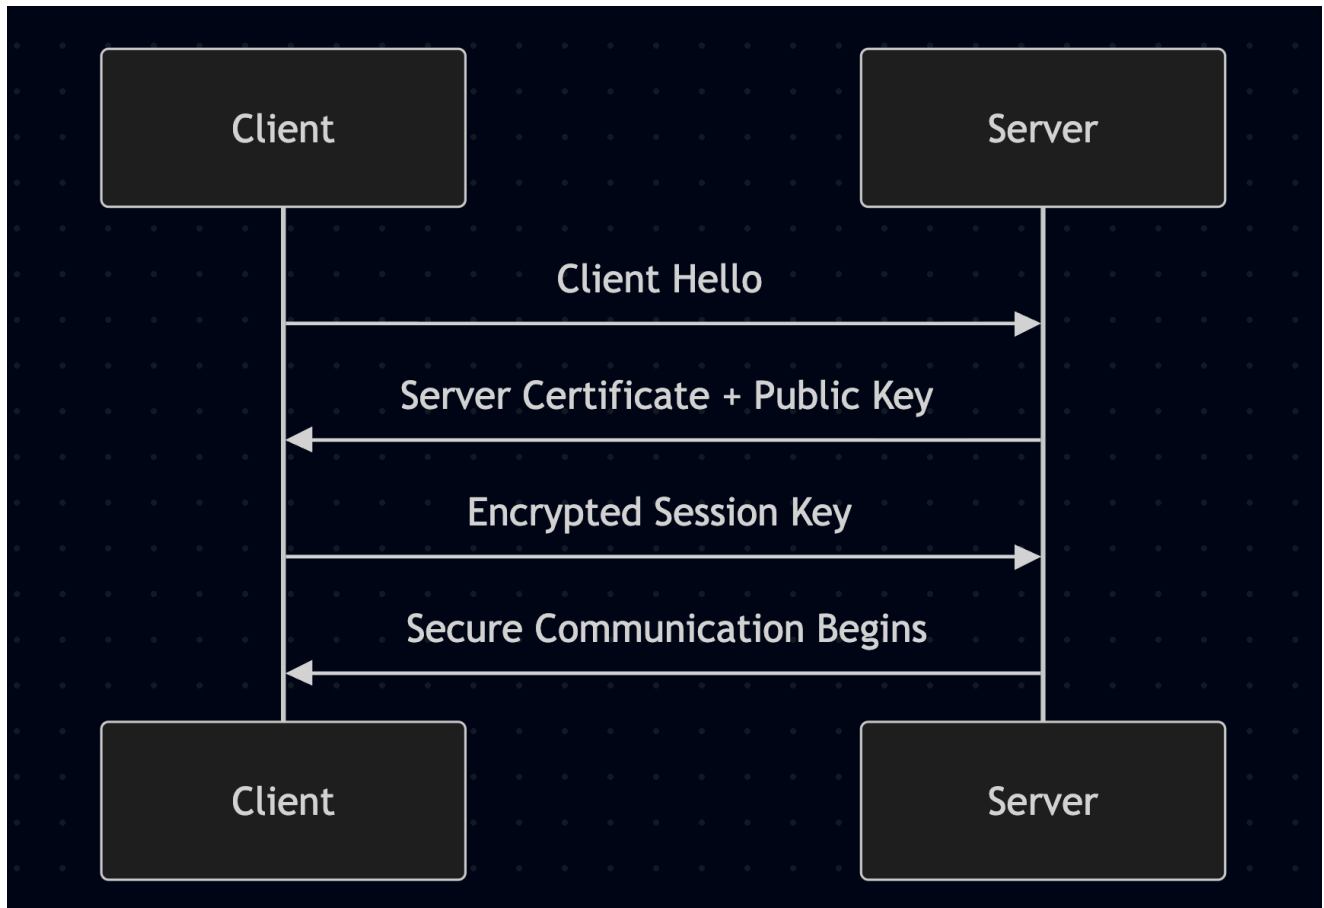 Client
Server
Client Hello
Server Certificate + Public Key
Encrypted Session Key
Secure Communication Begins
Client
Server